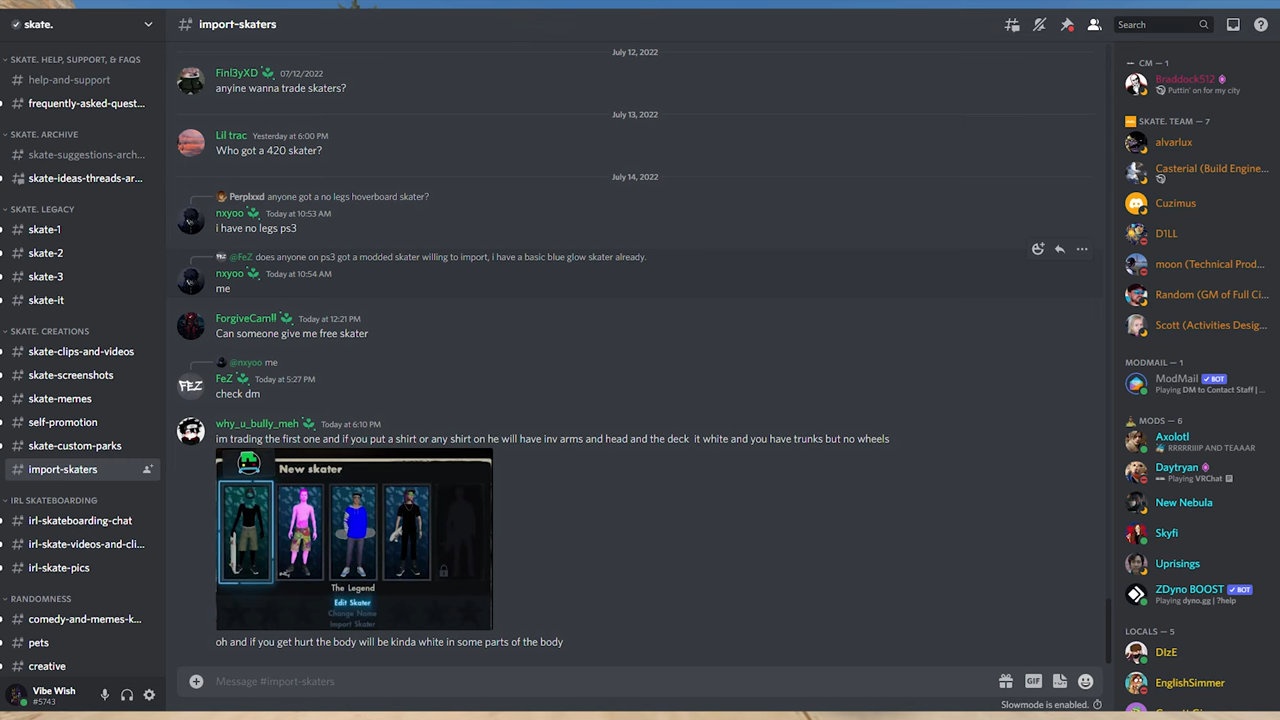 skate.
import-skaters
Search
SKATE. HELP, SUPPORT, & FAQS
help-and-support
frequently-asked-quest...
SKATE. ARCHIVE
skate-suggestions-arch...
skate-ideas-threads-ar...
SKATE. LEGACY
skate-1
skate-2
skate-3
skate-it
SKATE. CREATIONS
skate-clips-and-videos
skate-screenshots
skate-memes
self-promotion
skate-custom-parks
import-skaters
IRL SKATEBOARDING
irl-skateboarding-chat
irl-skate-videos-and-cli...
irl-skate-pics
RANDOMNESS
comedy-and-memes-k...
pets
creative
Vibe Wish
#5743
July 12, 2022
Finl3yXD 07/12/2022
anyine wanna trade skaters?
July 13, 2022
Lil trac Yesterday at 6:00 PM
Who got a 420 skater?
July 14, 2022
Perplxxd anyone got a no legs hoverboard skater?
nxyoo Today at 10:53 AM
i have no legs ps3
@FeZ does anyone on ps3 got a modded skater willing to import, i have a basic blue glow skater already.
nxyoo Today at 10:54 AM
me
ForgiveCam!! Today at 12:21 PM
Can someone give me free skater
@nxyoo me
FeZ Today at 5:27 PM
check dm
FEZ
why_u_bully_meh Today at 6:10 PM
im trading the first one and if you put a shirt or any shirt on he will have inv arms and head and the deck it white and you have trunks but no wheels
New skater
The Legend
Edit Skater
Change Name
Import Skater
oh and if you get hurt the body will be kinda white in some parts of the body
Message #import-skaters
GIF
Slowmode is enabled.
CM — 1
Braddock512
Puttin' on for my city
SKATE. TEAM — 7
alvarlux
Casterial (Build Engine...
Cuzimus
D1LL
moon (Technical Prod...
Random (GM of Full Ci...
Scott (Activities Desig...
MODMAIL — 1
ModMail BOT
Playing DM to Contact Staff | m...
MODS — 6
Axolotl
RRRRRIIIP AND TEAAAR
Daytryan
Playing VRChat
New Nebula
Skyfi
Uprisings
ZDyno BOOST BOT
Playing dyno.gg | ?help
LOCALS — 5
DIzE
EnglishSimmer